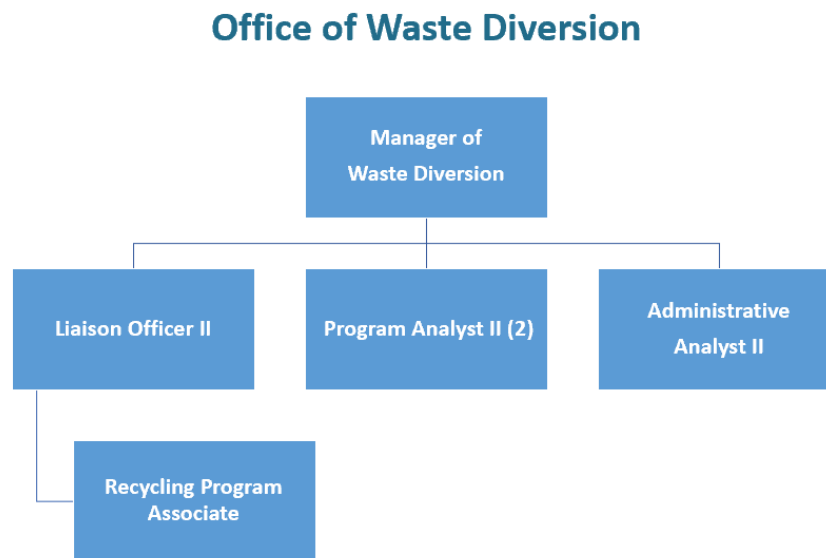 Office of Waste Diversion
Manager of
Waste Diversion
Liaison Officer II
Program Analyst II (2)
Administrative
Analyst II
Recycling Program
Associate